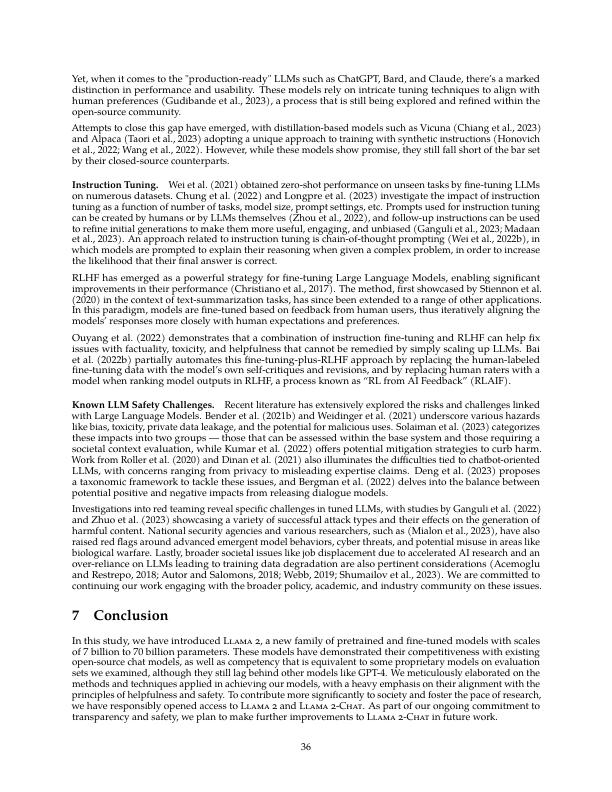 Yet, when it comes to the "production-ready" LLMs such as ChatGPT, Bard, and Claude, there's a marked
distinction in performance and usability. These models rely on intricate tuning techniques to align with
human preferences (Gudibande et al., 2023), a process that is still being explored and refined within the
open-source community.
Attempts to close this gap have emerged, with distillation-based models such as Vicuna (Chiang et al., 2023)
and Alpaca (Taori et al., 2023) adopting a unique approach to training with synthetic instructions (Honovich
et al., 2022; Wang et al., 2022). However, while these models show promise, they still fall short of the bar set
by their closed-source counterparts.
Instruction Tuning. Wei et al. (2021) obtained zero-shot performance on unseen tasks by fine-tuning LLMs
on numerous datasets. Chung et al. (2022) and Longpre et al. (2023) investigate the impact of instruction
tuning as a function of number of tasks, model size, prompt settings, etc. Prompts used for instruction tuning
can be created by humans or by LLMs themselves (Zhou et al., 2022), and follow-up instructions can be used
to refine initial generations to make them more useful, engaging, and unbiased (Ganguli et al., 2023; Madaan
et al., 2023). An approach related to instruction tuning is chain-of-thought prompting (Wei et al., 2022b), in
which models are prompted to explain their reasoning when given a complex problem, in order to increase
the likelihood that their final answer is correct.
RLHF has emerged as a powerful strategy for fine-tuning Large Language Models, enabling significant
improvements in their performance (Christiano et al., 2017). The method, first showcased by Stiennon et al.
(2020) in the context of text-summarization tasks, has since been extended to a range of other applications.
In this paradigm, models are fine-tuned based on feedback from human users, thus iteratively aligning the
models' responses more closely with human expectations and preferences.
Ouyang et al. (2022) demonstrates that a combination of instruction fine-tuning and RLHF can help fix
issues with factuality, toxicity, and helpfulness that cannot be remedied by simply scaling up LLMs. Bai
et al. (2022b) partially automates this fine-tuning-plus-RLHF approach by replacing the human-labeled
fine-tuning data with the model's own self-critiques and revisions, and by replacing human raters with a
model when ranking model outputs in RLHF, a process known as "RL from AI Feedback" (RLAIF).
Known LLM Safety Challenges. Recent literature has extensively explored the risks and challenges linked
with Large Language Models. Bender et al. (2021b) and Weidinger et al. (2021) underscore various hazards
like bias, toxicity, private data leakage, and the potential for malicious uses. Solaiman et al. (2023) categorizes
these impacts into two groups — those that can be assessed within the base system and those requiring a
societal context evaluation, while Kumar et al. (2022) offers potential mitigation strategies to curb harm.
Work from Roller et al. (2020) and Dinan et al. (2021) also illuminates the difficulties tied to chatbot-oriented
LLMs, with concerns ranging from privacy to misleading expertise claims. Deng et al. (2023) proposes
a taxonomic framework to tackle these issues, and Bergman et al. (2022) delves into the balance between
potential positive and negative impacts from releasing dialogue models.
Investigations into red teaming reveal specific challenges in tuned LLMs, with studies by Ganguli et al. (2022)
and Zhuo et al. (2023) showcasing a variety of successful attack types and their effects on the generation of
harmful content. National security agencies and various researchers, such as (Mialon et al., 2023), have also
raised red flags around advanced emergent model behaviors, cyber threats, and potential misuse in areas like
biological warfare. Lastly, broader societal issues like job displacement due to accelerated AI research and an
over-reliance on LLMs leading to training data degradation are also pertinent considerations (Acemoglu
and Restrepo, 2018; Autor and Salomons, 2018; Webb, 2019; Shumailov et al., 2023). We are committed to
continuing our work engaging with the broader policy, academic, and industry community on these issues.
7 Conclusion
In this study, we have introduced Llama 2, a new family of pretrained and fine-tuned models with scales
of 7 billion to 70 billion parameters. These models have demonstrated their competitiveness with existing
open-source chat models, as well as competency that is equivalent to some proprietary models on evaluation
sets we examined, although they still lag behind other models like GPT-4. We meticulously elaborated on the
methods and techniques applied in achieving our models, with a heavy emphasis on their alignment with the
principles of helpfulness and safety. To contribute more significantly to society and foster the pace of research,
we have responsibly opened access to Llama 2 and Llama 2-Chat. As part of our ongoing commitment to
transparency and safety, we plan to make further improvements to Llama 2-Chat in future work.
36